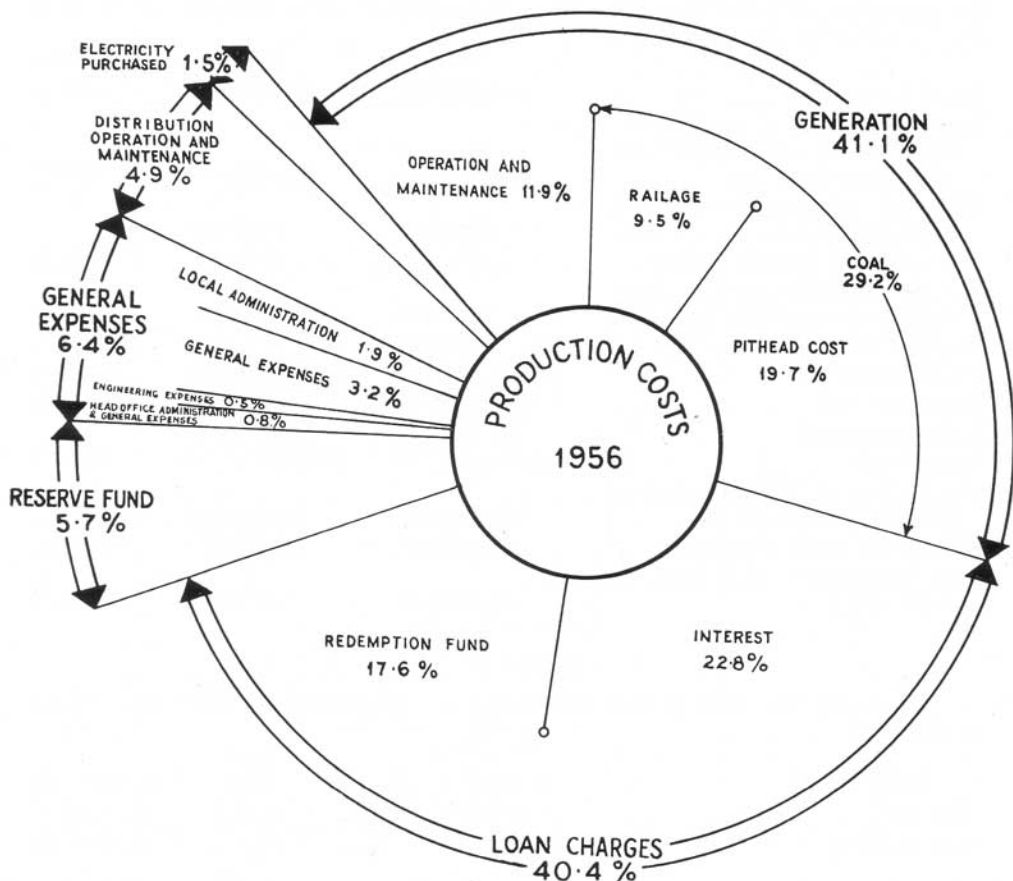 ELECTRICITY
PURCHASED 1·5%
DISTRIBUTION
OPERATION AND
MAINTENANCE
4·9%
GENERAL
EXPENSES
6·4%
RESERVE FUND
5·7%
LOCAL ADMINISTRATION 1·9%
GENERAL EXPENSES 3·2%
ENGINEERING EXPENSES 0·5%
HEAD OFFICE ADMINISTRATION
& GENERAL EXPENSES 0·8%
OPERATION AND
MAINTENANCE 11·9%
RAILAGE
9·5%
GENERATION
41·1%
COAL
29·2%
PITHEAD COST
19·7%
PRODUCTION COSTS
1956
REDEMPTION FUND
17·6%
INTEREST
22·8%
LOAN CHARGES
40·4%